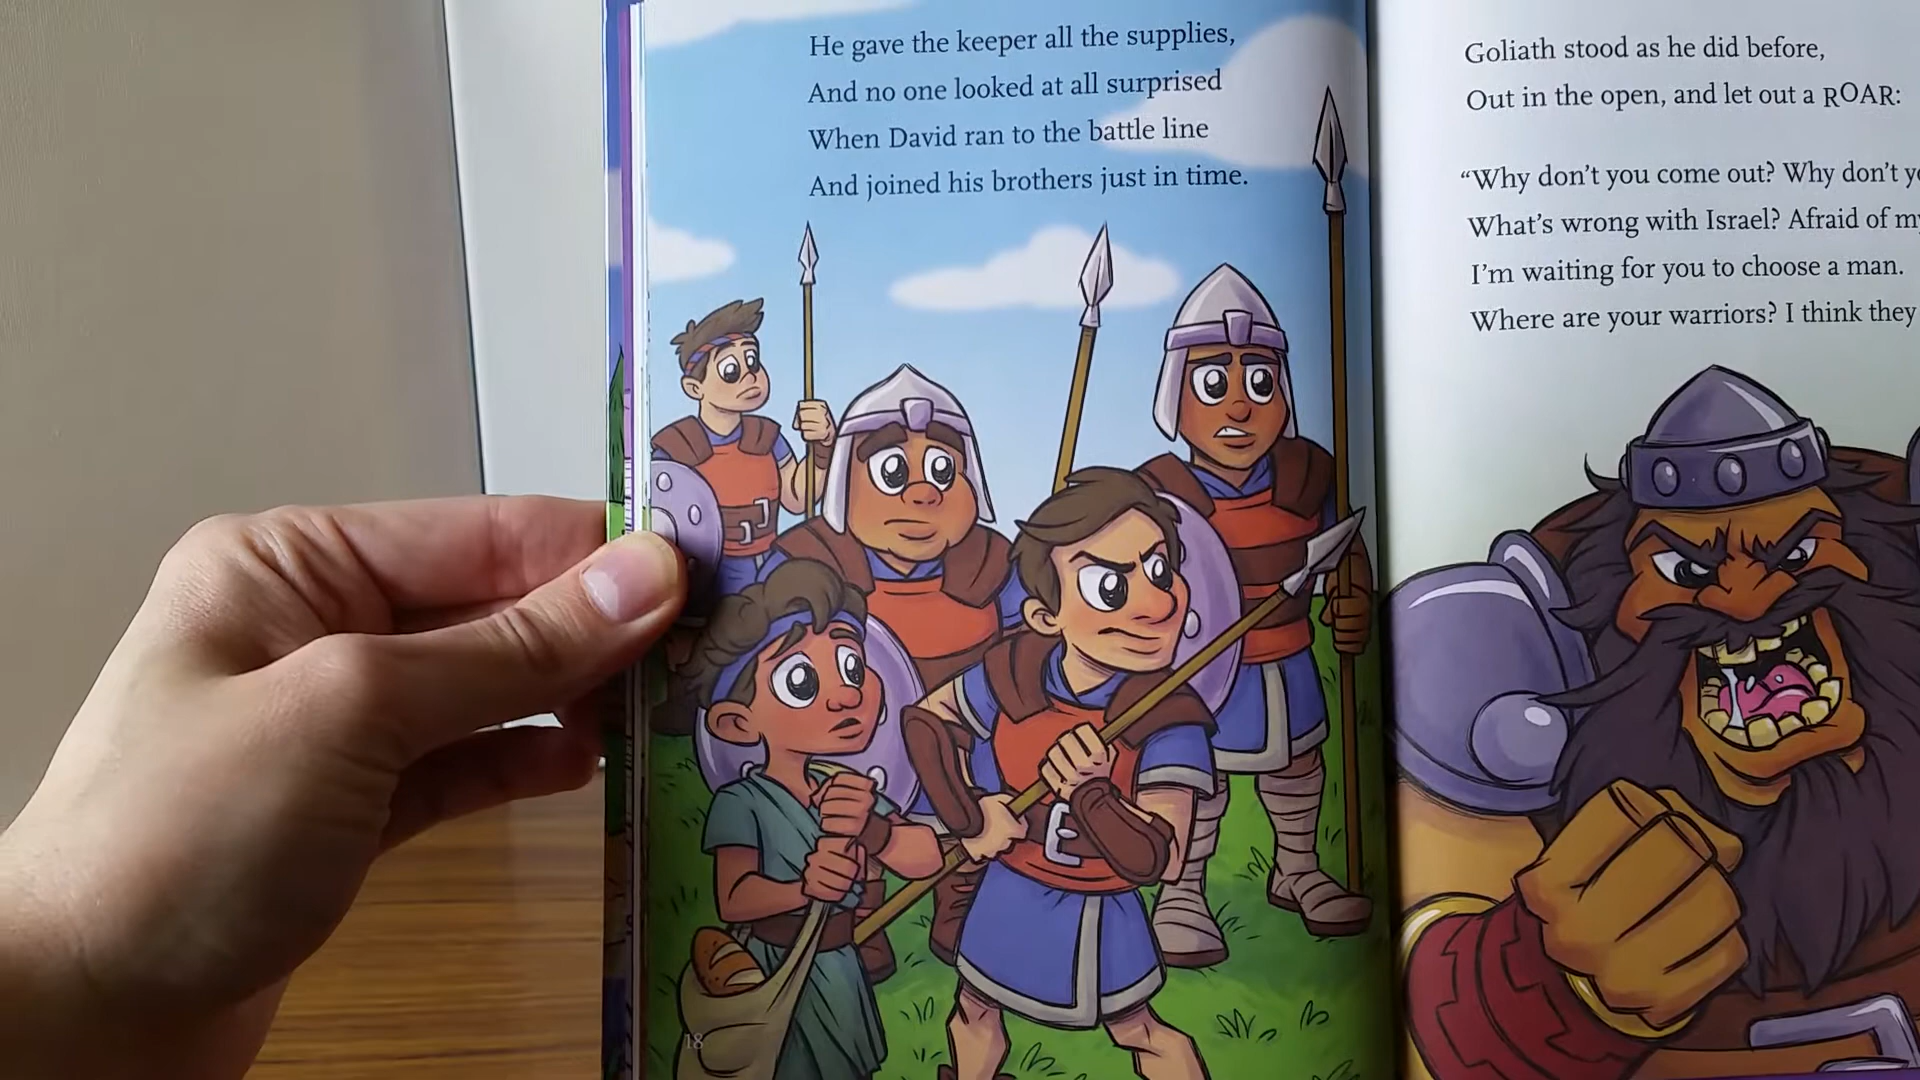 He gave the keeper all the supplies,
And no one looked at all surprised
When David ran to the battle line
And joined his brothers just in time.
18
Goliath stood as he did before,
Out in the open, and let out a ROAR:
“Why don’t you come out? Why don’t
What’s wrong with Israel? Afraid of
I’m waiting for you to choose a man.
Where are your warriors? I think they